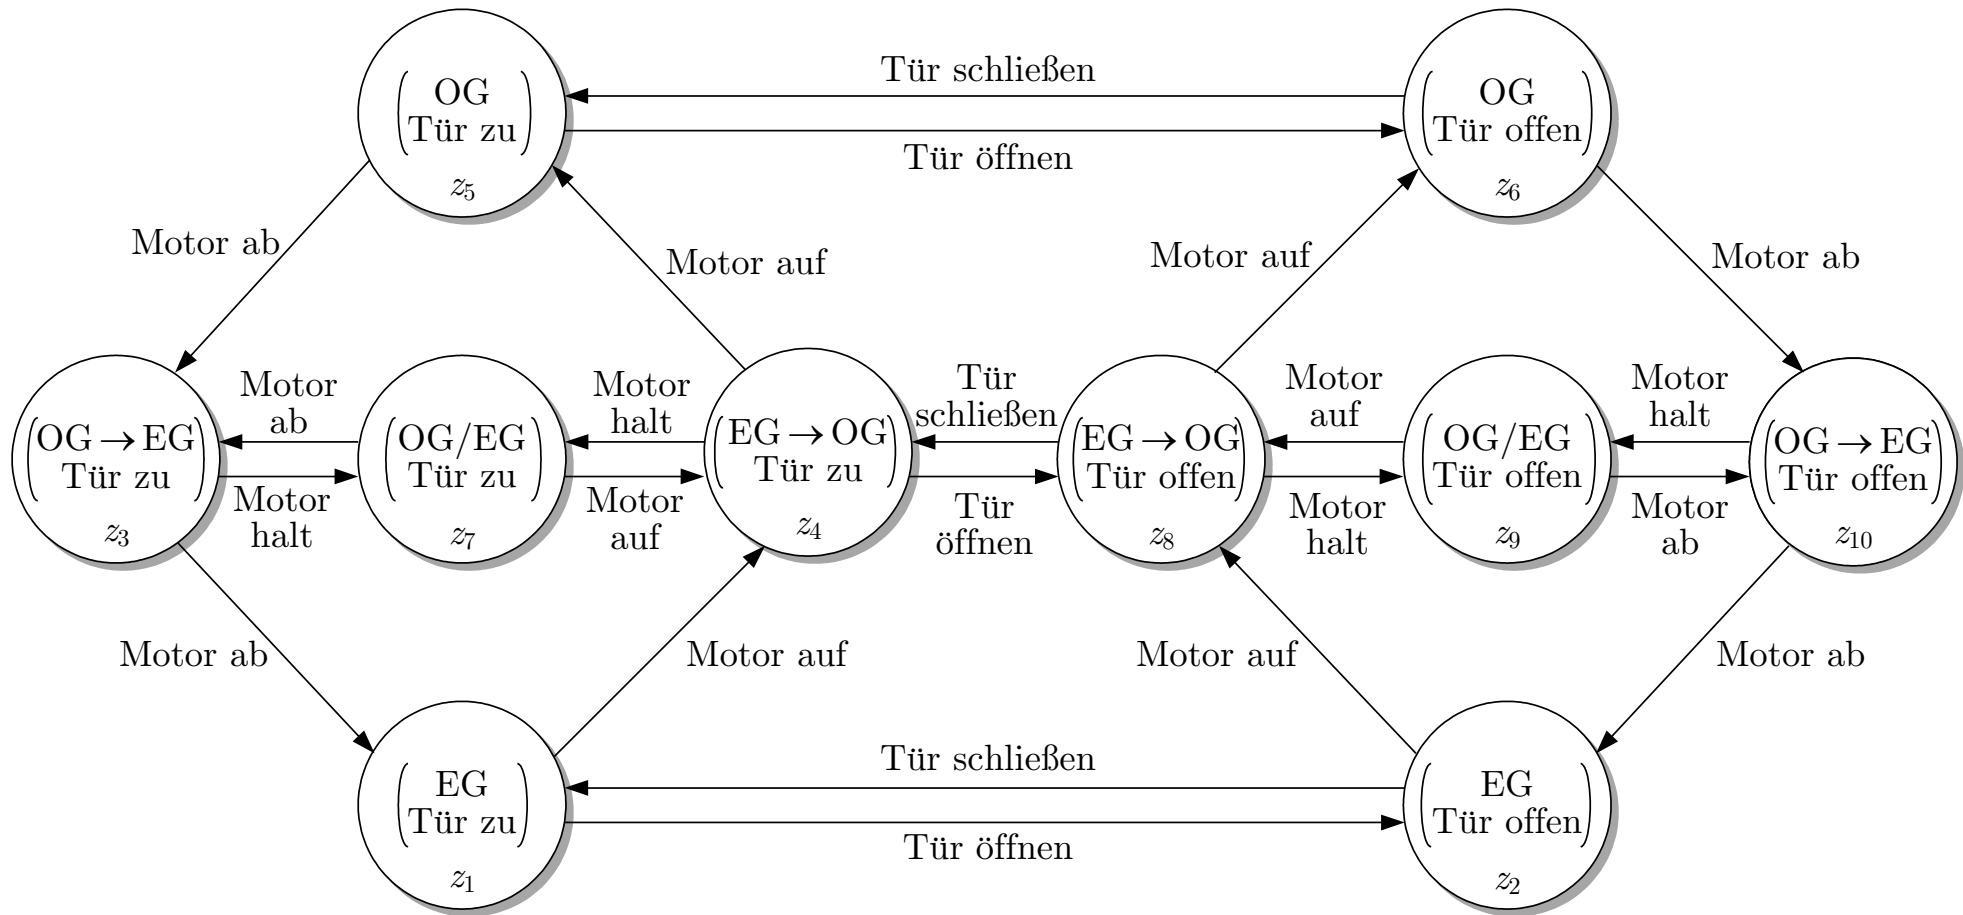 Tür schließen
OG
Tür zu
z5
OG
Tür offen
z6
Tür öffnen
Motor ab
Motor auf
Motor auf
Motor ab
OG → EG
Tür zu
z3
Motor
ab
Motor
halt
OG/EG
Tür zu
z7
Motor
halt
Motor
auf
EG → OG
Tür zu
z4
Tür
schließen
Tür
öffnen
EG → OG
Tür offen
z8
Motor
auf
Motor
halt
OG/EG
Tür offen
z9
Motor
halt
Motor
ab
OG → EG
Tür offen
z10
Motor ab
Motor auf
Motor auf
Motor ab
Tür schließen
EG
Tür zu
z1
EG
Tür offen
z2
Tür öffnen